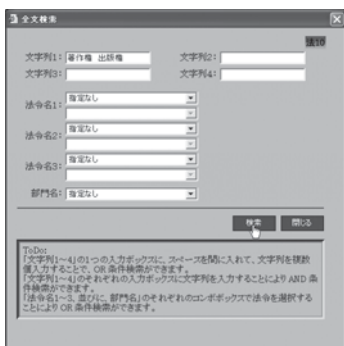 全文検索
法10
文字列1: 著作権 出版権 文字列2:
文字列3: 文字列4:
法令名1: 指定なし
法令名2: 指定なし
法令名3: 指定なし
部門名: 指定なし
検索 閉じる
ToDo:
「文字列1～4」の1つの入力ボックスに、スペースを間に入れて、文字列を複数
個入力することで、OR 条件検索ができます。
「文字列1～4」のそれぞれの入力ボックスに文字列を入力することにより AND 条
件検索ができます。
「法令名1～3、並びに、部門名」のそれぞれのコンボボックスで法令を選択する
ことにより OR 条件検索ができます。